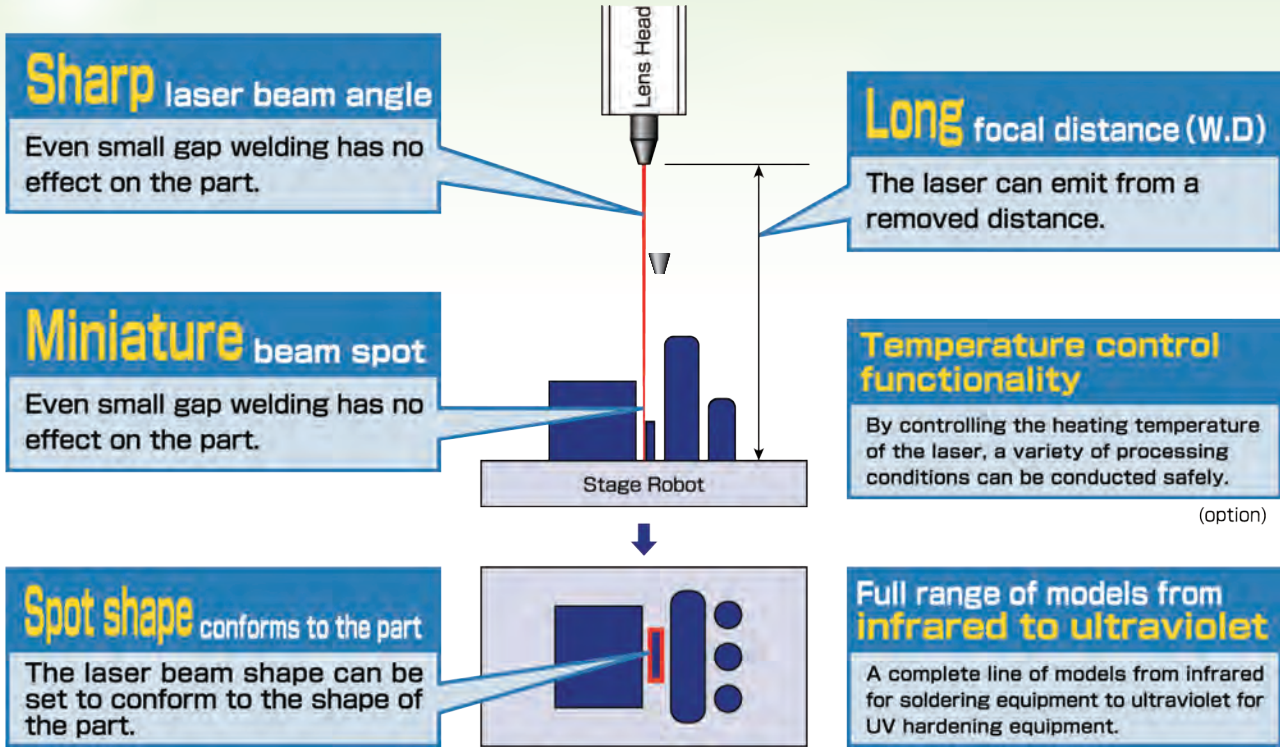 Sharp laser beam angle
Even small gap welding has no
effect on the part.
Lens Head
Long focal distance (W.D)
The laser can emit from a
removed distance.
Miniature beam spot
Even small gap welding has no
effect on the part.
Stage Robot
Temperature control
functionality
By controlling the heating temperature
of the laser, a variety of processing
conditions can be conducted safely.
(option)
Spot shape conforms to the part
The laser beam shape can be
set to conform to the shape of
the part.
Full range of models from
infrared to ultraviolet
A complete line of models from infrared
for soldering equipment to ultraviolet for
UV hardening equipment.